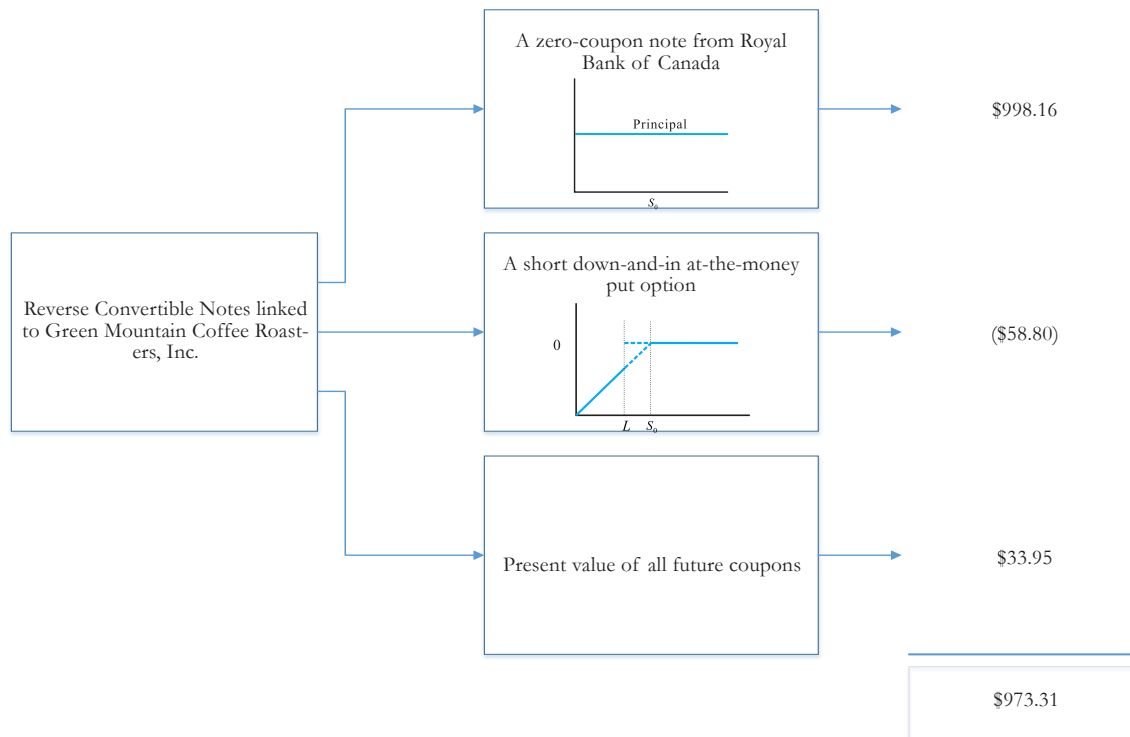 A zero-coupon note from Royal
Bank of Canada
Principal
S₀
$998.16
Reverse Convertible Notes linked
to Green Mountain Coffee Roast-
ers, Inc.
A short down-and-in at-the-money
put option
0
L S₀
($58.80)
Present value of all future coupons
$33.95
$973.31